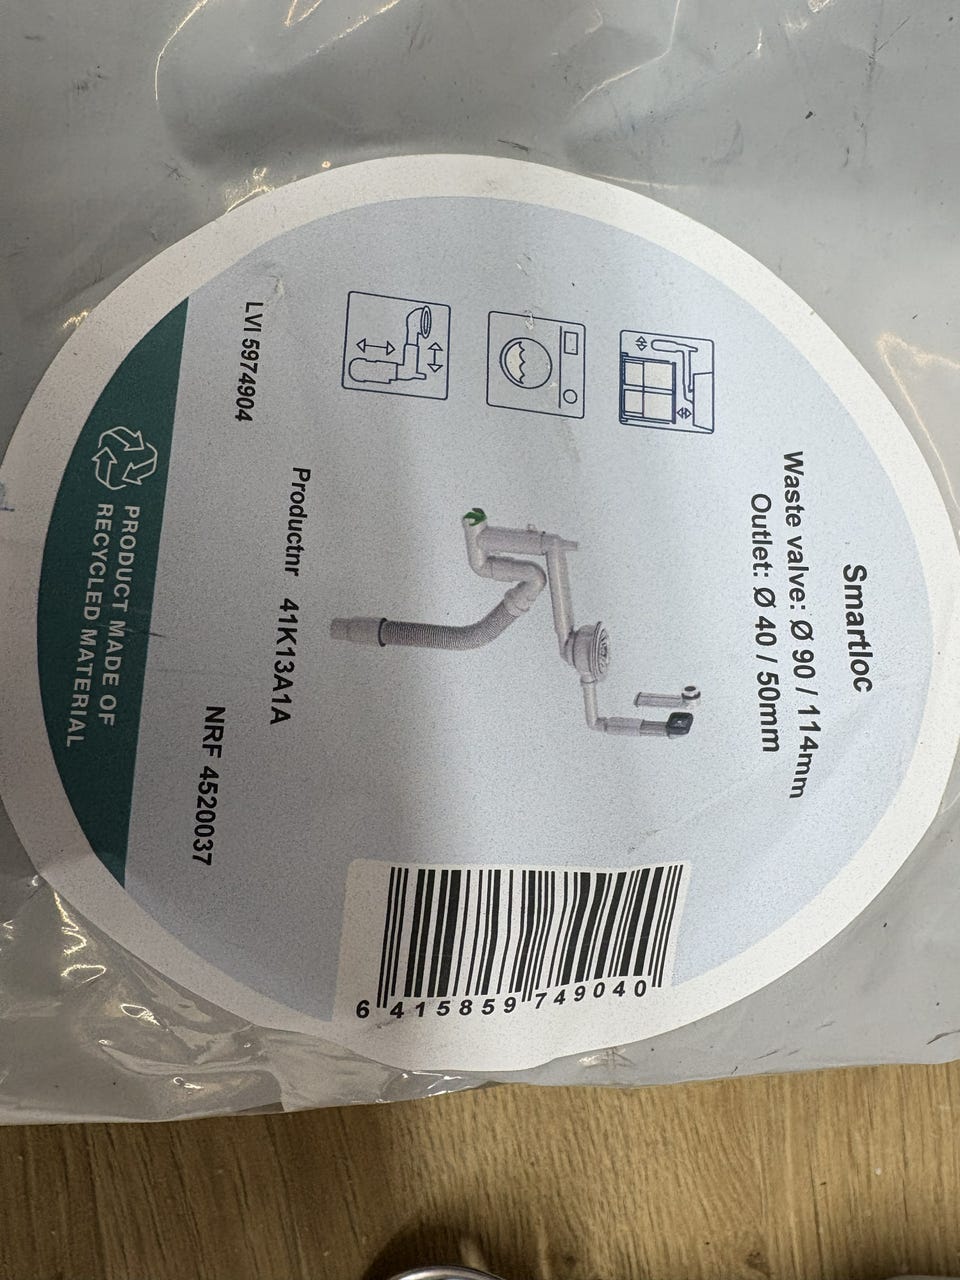 Smartloc
Waste valve: Ø 90 / 114mm
Outlet: Ø 40 / 50mm
LVI 5974904
Productnr 41K13A1A
NRF 4520037
PRODUCT MADE OF
RECYCLED MATERIAL
6 415859 749040